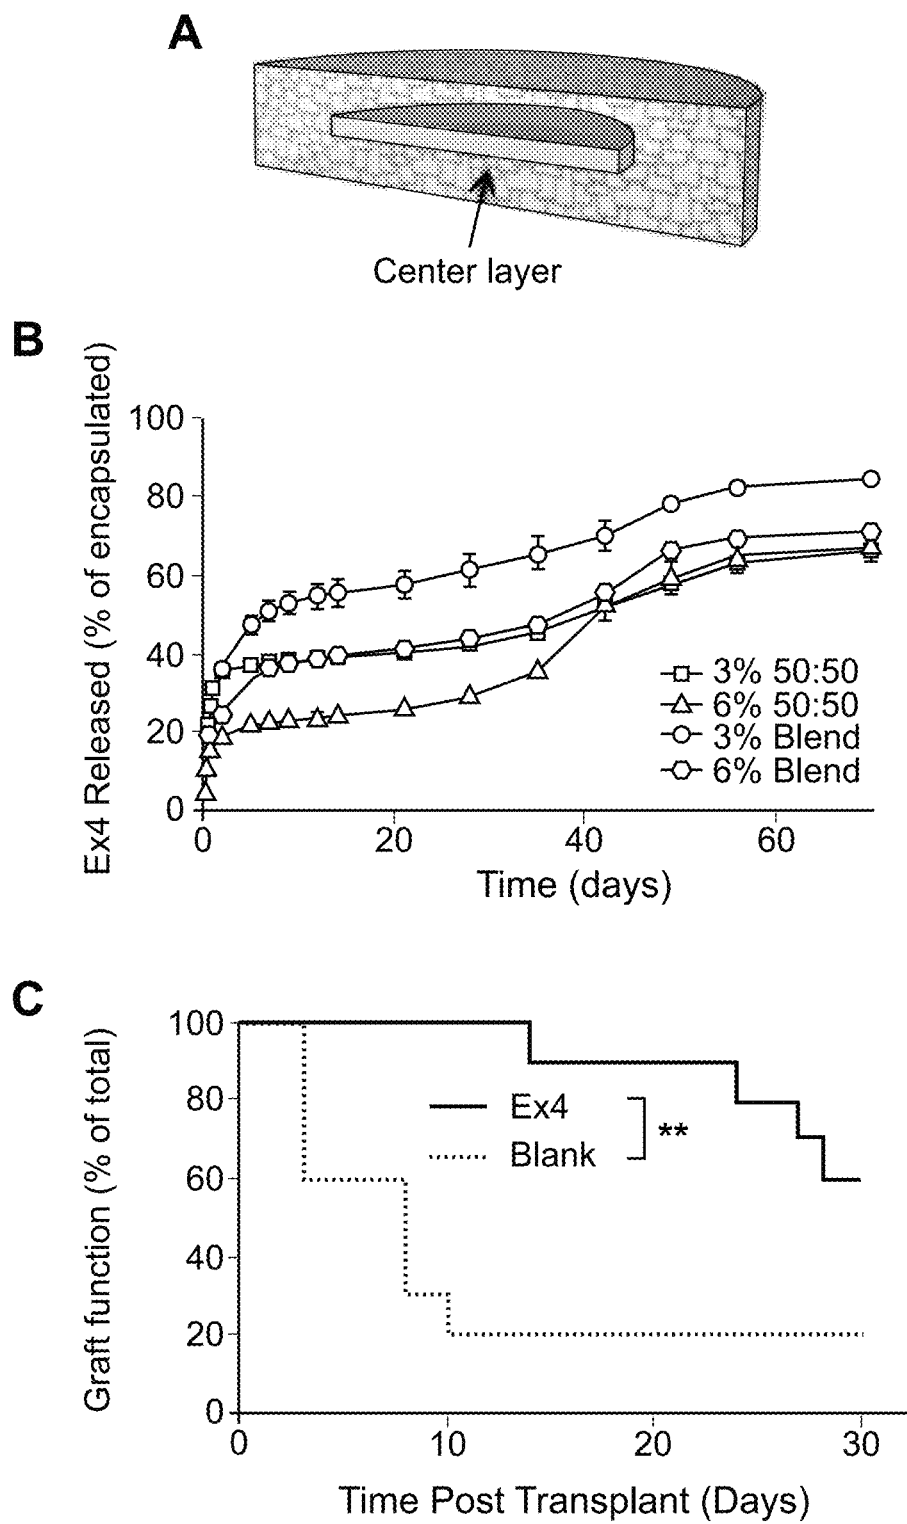 A
Center layer
B
Ex4 Released (% of encapsulated)
100
80
60
40
20
0
3% 50:50
6% 50:50
3% Blend
6% Blend
0 20 40 60
Time (days)
C
Graft function (% of total)
100
80
60
40
20
0
Ex4
Blank
**
0 10 20 30
Time Post Transplant (Days)